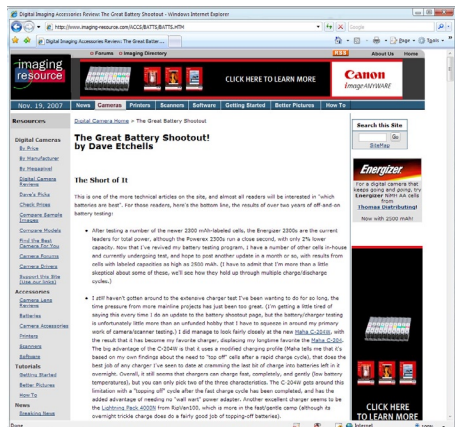 Digital Imaging Accessories Review: The Great Battery Shootout - Windows Internet Explorer
http://www.imaging-resource.com/ACCS/BATTS/BATTS.HTM
Google
Digital Imaging Accessories Review: The Great Batter...
Page
Tools
Forums
Imaging Directory
RSS
About Us
Home
imaging
resource
CLICK HERE TO LEARN MORE
Canon
imageANYWARE
Nov. 19, 2007
News
Cameras
Printers
Scanners
Software
Getting Started
Better Pictures
How To
Resources
Digital Camera Home > The Great Battery Shootout
Digital Cameras
By Price
By Manufacturer
By Megapixel
Digital Camera
Reviews
Dave's Picks
Check Prices
Compare Sample
Images
Compare Models
Find the Best
Camera For You
Camera Forums
Camera Drivers
Support this Site
(Use our links)
Accessories
Camera Lens
Reviews
Batteries
Camera Accessories
Printers
Scanners
Software
Tutorials
Getting Started
Better Pictures
How To
News
Breaking News
The Great Battery Shootout!
by Dave Etchells
The Short of It
This is one of the more technical articles on the site, and almost all readers will be interested in "which
batteries are best". For those readers, here's the bottom line, the results of over two years of off-and-on
battery testing:
After testing a number of the newer 2300 mAh-labeled cells, the Energizer 2300s are the current
leaders for total power, although the Powerex 2300s run a close second, with only 2% lower
capacity. Now that I've revived my battery testing program, I have a number of other cells in-house
and currently undergoing test, and hope to post another update in a month or so, with results from
cells with labeled capacities as high as 2500 mAh. (I have to admit that I'm more than a little
skeptical about some of these, we'll see how they hold up through multiple charge/discharge
cycles.)
I still haven't gotten around to the extensive charger test I've been wanting to do for so long, the
time pressure from more mainline projects has just been too great. (I'm getting a little tired of
saying this every time I do an update to the battery shootout page, but the battery/charger testing
is unfortunately little more than an unfunded hobby that I have to squeeze in around my primary
work of camera/scanner testing.) I did manage to look fairly closely at the new Maha C-204W, with
the result that it has become my favorite charger, displacing my longtime favorite the Maha C-204.
The big advantage of the C-204W is that it uses a modified charging profile (Maha tells me that it's
based on my own findings about the need to "top off" cells after a rapid charge cycle), that does the
best job of any charger I've seen to date at cramming the last bit of charge into batteries left in it
overnight. Overall, it still seems that chargers can charge fast, completely, and gently (low battery
temperatures), but you can only pick two of the three characteristics. The C-204W gets around this
limitation with a "topping off" cycle after the fast charge cycle has been completed, and has the
added advantage of needing no "wall wart" power adapter. Another excellent charger seems to be
the Lightning Pack 4000N from RipVan100, which is more in the fast/gentle camp (although its
overnight trickle charge does do a fairly good job of topping-off batteries).
Search this Site
Go
SiteMap
Energizer.
For a digital camera that
keeps going and going, try
Energizer NiMH AA cells
from
Thomas Distributing!
Now with 2500 mAh!
CLICK HERE
TO LEARN MORE
Done
Internet
100%